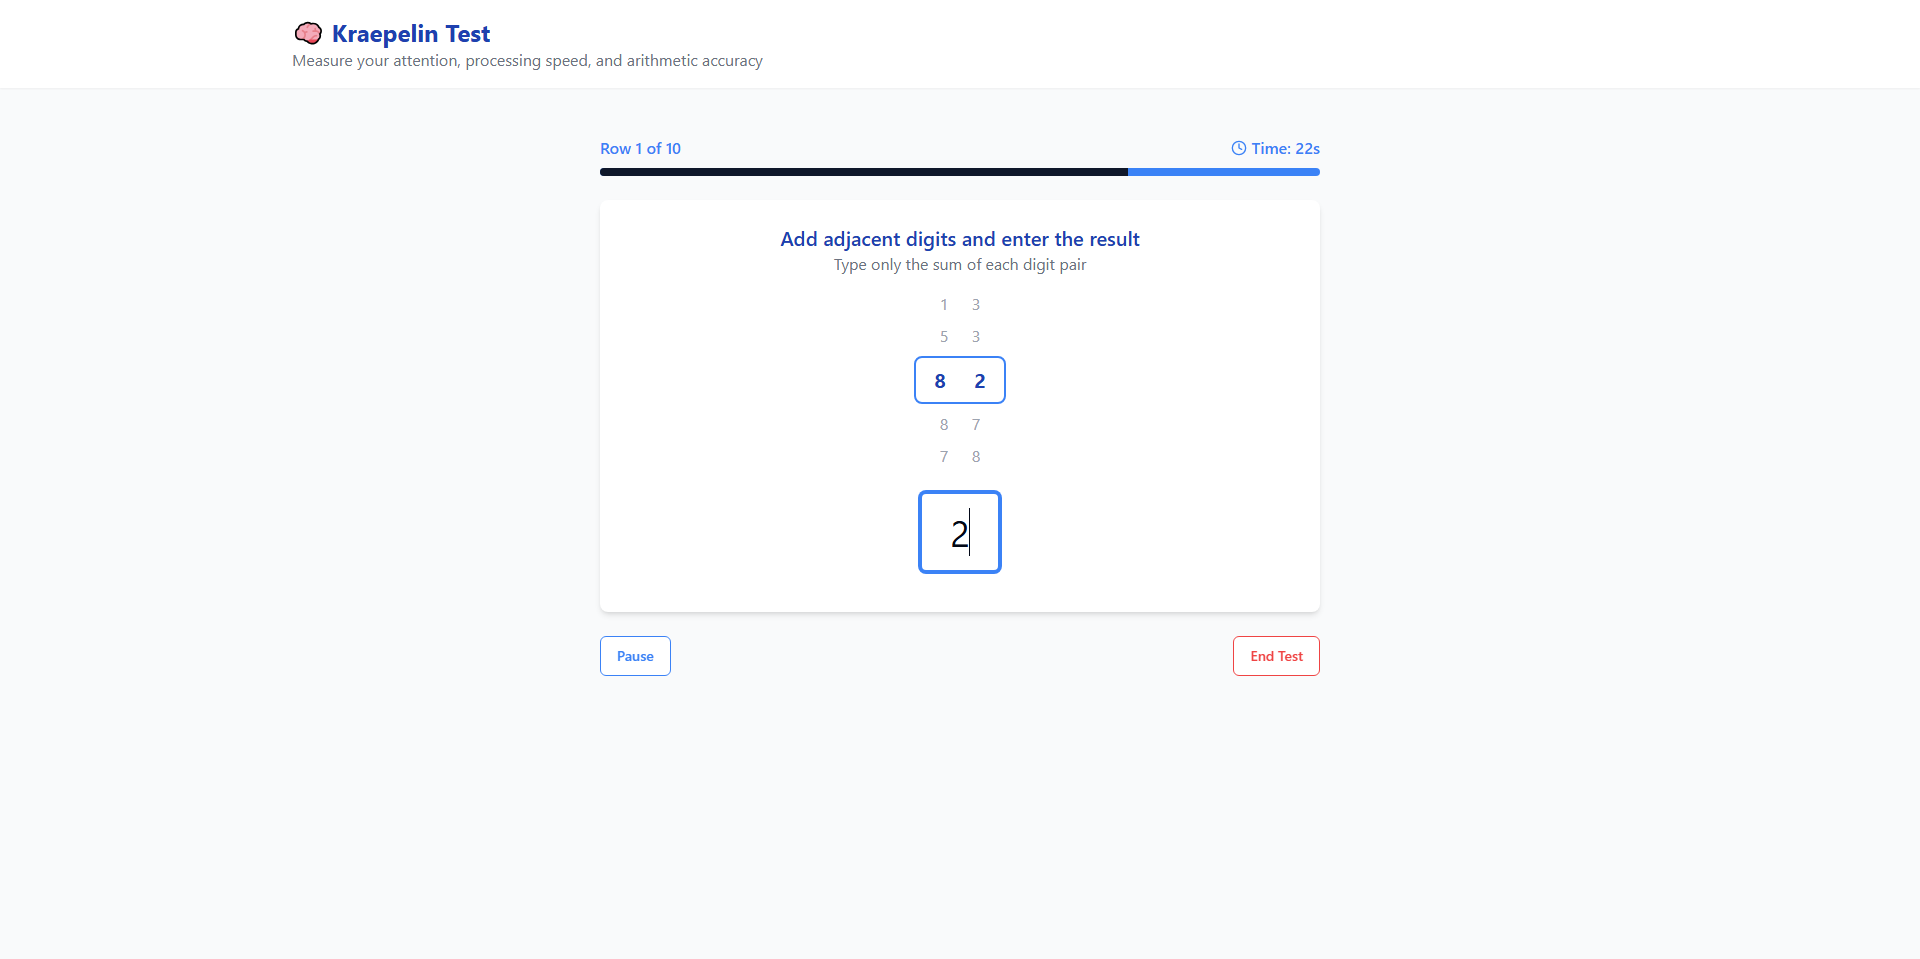 🧠 Kraepelin Test
Measure your attention, processing speed, and arithmetic accuracy
Row 1 of 10 Time: 22s
Add adjacent digits and enter the result
Type only the sum of each digit pair
1 3
5 3
8 2
8 7
7 8
2
Pause End Test